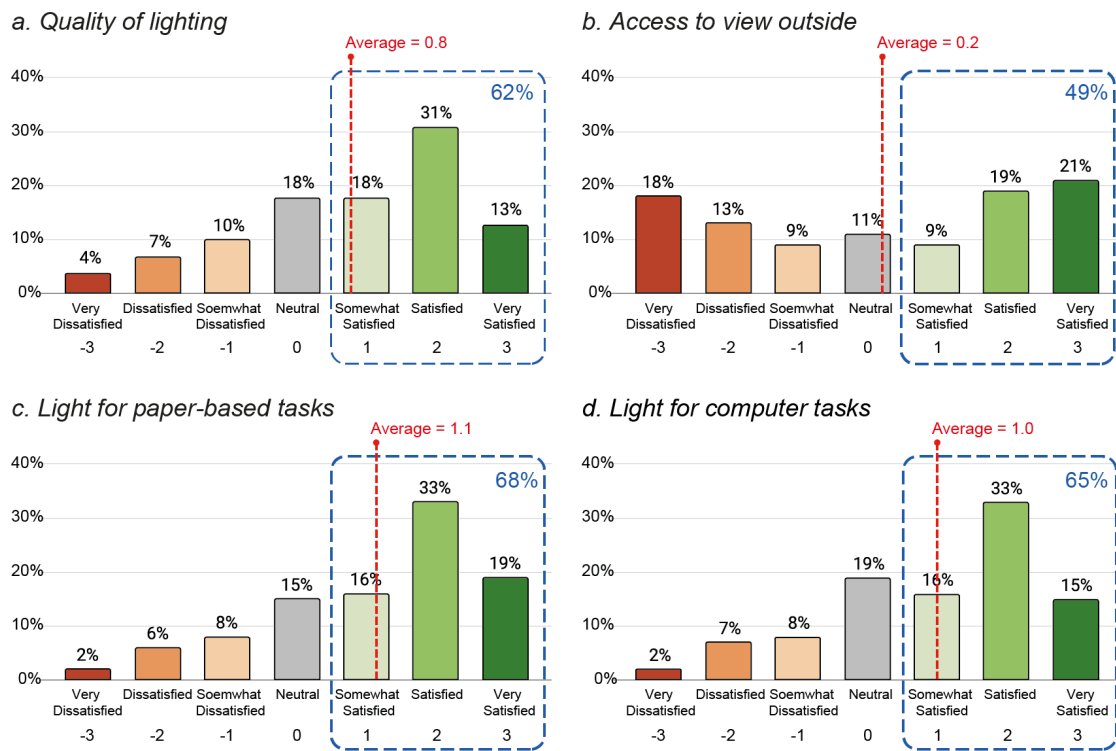 a. Quality of lighting
Average = 0.8
62%
40%
30%
20%
10%
0%
4%
7%
10%
18%
18%
31%
13%
Very Dissatisfied
Dissatisfied
Soemwhat Dissatisfied
Neutral
Somewhat Satisfied
Satisfied
Very Satisfied
-3
-2
-1
0
1
2
3
b. Access to view outside
Average = 0.2
49%
40%
30%
20%
10%
0%
18%
13%
9%
11%
9%
19%
21%
Very Dissatisfied
Dissatisfied
Soemwhat Dissatisfied
Neutral
Somewhat Satisfied
Satisfied
Very Satisfied
-3
-2
-1
0
1
2
3
c. Light for paper-based tasks
Average = 1.1
68%
40%
30%
20%
10%
0%
2%
6%
8%
15%
16%
33%
19%
Very Dissatisfied
Dissatisfied
Soemwhat Dissatisfied
Neutral
Somewhat Satisfied
Satisfied
Very Satisfied
-3
-2
-1
0
1
2
3
d. Light for computer tasks
Average = 1.0
65%
40%
30%
20%
10%
0%
2%
7%
8%
19%
16%
33%
15%
Very Dissatisfied
Dissatisfied
Soemwhat Dissatisfied
Neutral
Somewhat Satisfied
Satisfied
Very Satisfied
-3
-2
-1
0
1
2
3